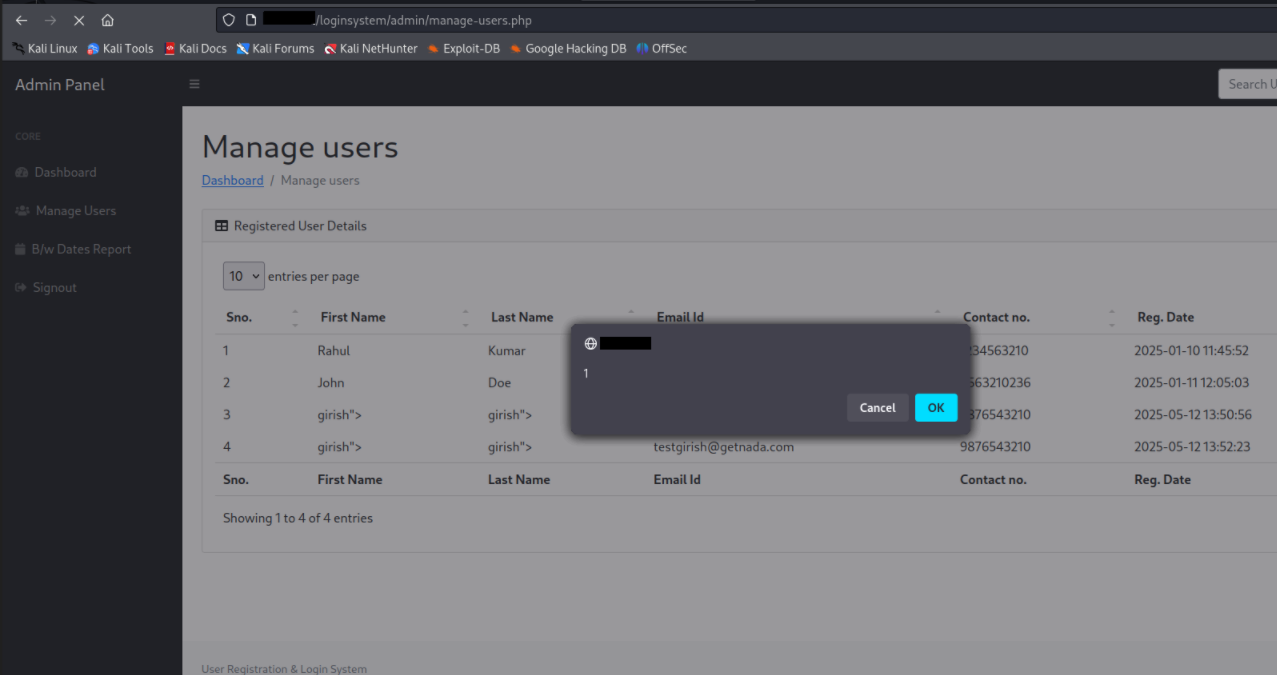 /loginsystem/admin/manage-users.php
Kali Linux Kali Tools Kali Docs Kali Forums Kali NetHunter Exploit-DB Google Hacking DB OffSec
Admin Panel
Search U
CORE
Dashboard
Manage Users
B/w Dates Report
Signout
Manage users
Dashboard / Manage users
Registered User Details
10 entries per page
Sno. First Name Last Name Email Id Contact no. Reg. Date
1 Rahul Kumar 234563210 2025-01-10 11:45:52
2 John Doe 563210236 2025-01-11 12:05:03
3 girish"> girish"> 876543210 2025-05-12 13:50:56
4 girish"> girish"> testgirish@getnada.com 9876543210 2025-05-12 13:52:23
Sno. First Name Last Name Email Id Contact no. Reg. Date
Showing 1 to 4 of 4 entries
1
Cancel OK
User Registration & Login System